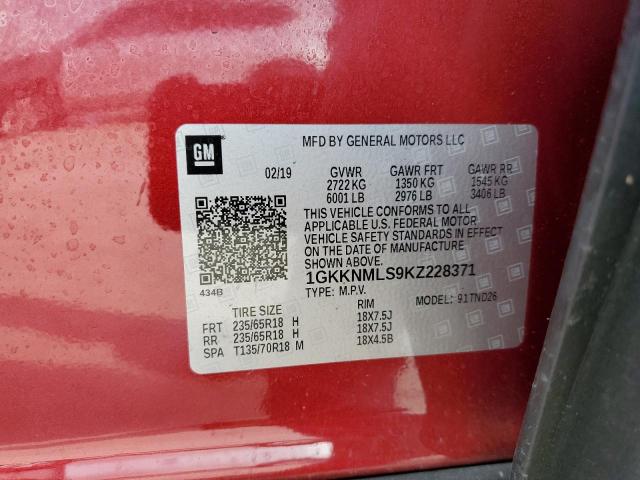 GM
MFD BY GENERAL MOTORS LLC
02/19 GVWR GAWR FRT GAWR RR
2722 KG 1350 KG 1545 KG
6001 LB 2976 LB 3406 LB
THIS VEHICLE CONFORMS TO ALL
APPLICABLE U.S. FEDERAL MOTOR
VEHICLE SAFETY STANDARDS IN EFFECT
ON THE DATE OF MANUFACTURE SHOWN ABOVE.
1GKKNMLS9KZ228371
434B TYPE: M.P.V. MODEL: 91TND26
TIRE SIZE RIM
FRT 235/65R18 H 18X7.5J
RR 235/65R18 H 18X7.5J
SPA T135/70R18 M 18X4.5B